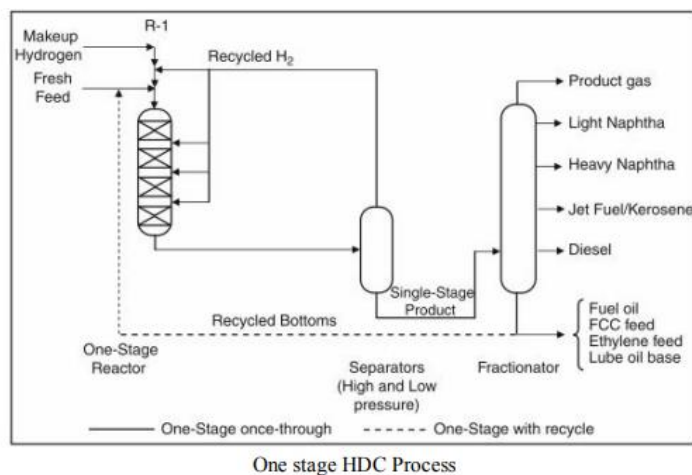 R-1
Makeup
Hydrogen
Recycled H₂
Fresh
Feed
Product gas
Light Naphtha
Heavy Naphtha
Jet Fuel/Kerosene
Diesel
Single-Stage
Product
Recycled Bottoms
Fuel oil
FCC feed
Ethylene feed
Lube oil base
One-Stage
Reactor
Separators
(High and Low
pressure)
Fractionator
One-Stage once-through
One-Stage with recycle
One stage HDC Process